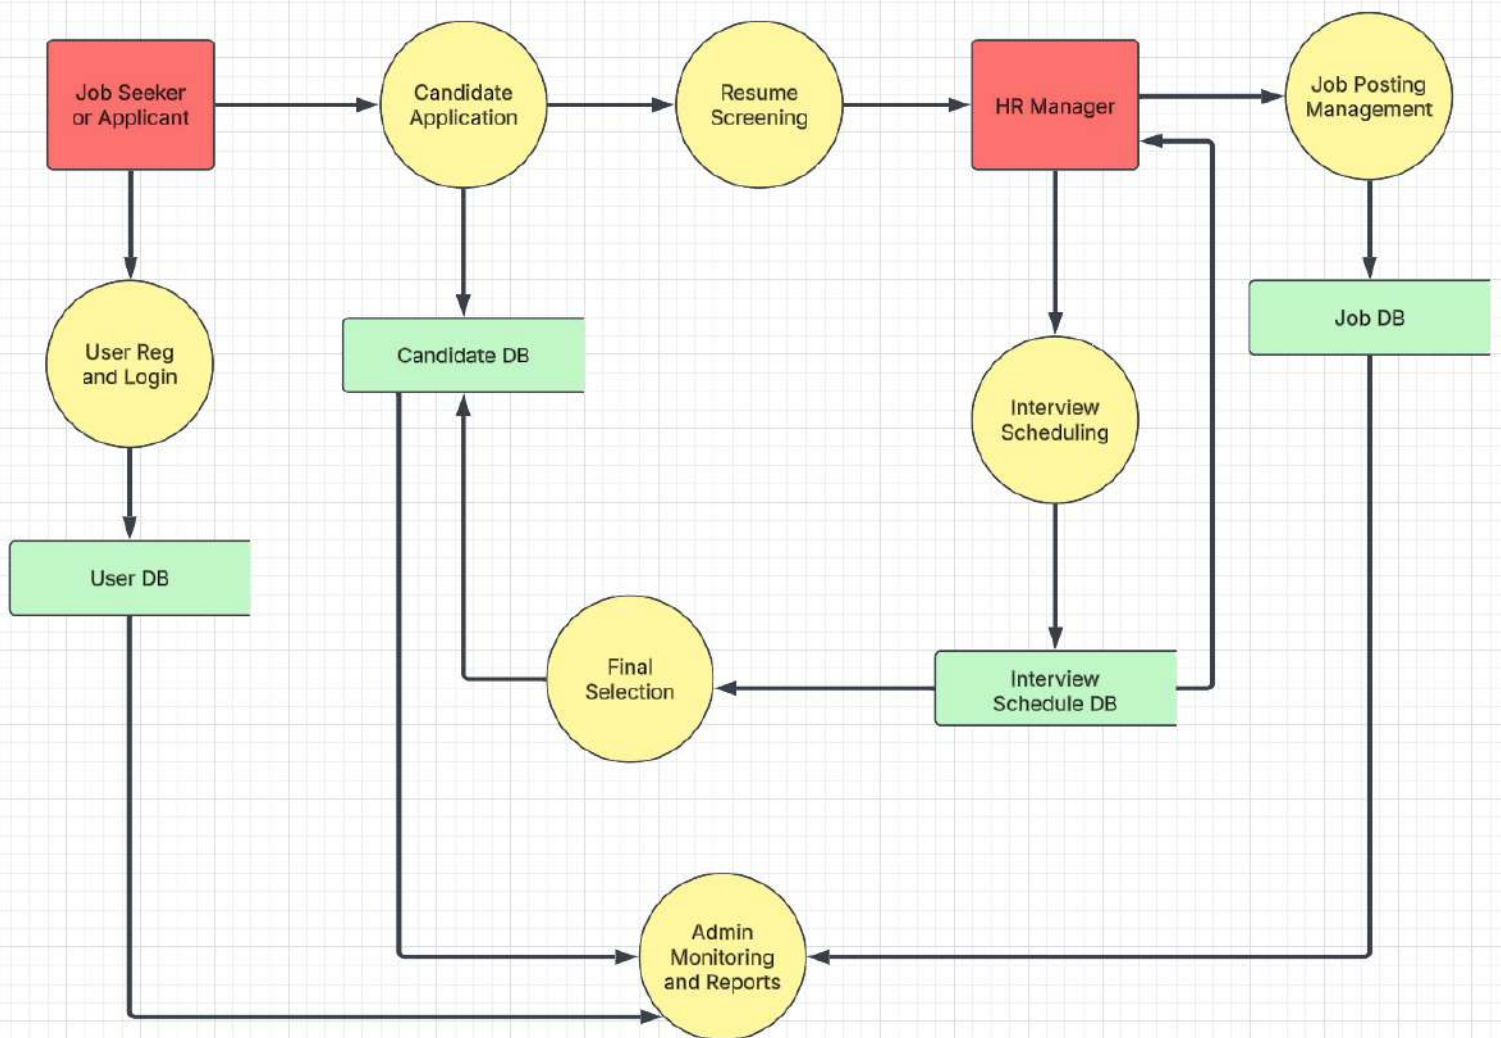 Job Seeker
or Applicant
Candidate
Application
Resume
Screening
HR Manager
Job Posting
Management
User Reg
and Login
Candidate DB
Job DB
Interview
Scheduling
User DB
Final
Selection
Interview
Schedule DB
Admin
Monitoring
and Reports